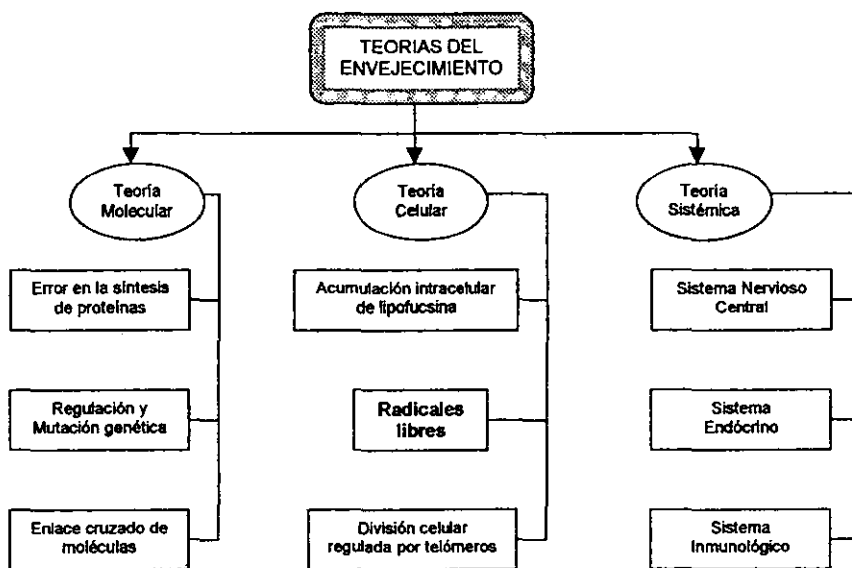 TEORIAS DEL
ENVEJECIMIENTO
Teoría
Molecular
Error en la síntesis
de proteínas
Regulación y
Mutación genética
Enlace cruzado de
moléculas
Teoría
Celular
Acumulación intracelular
de lipofucsina
Radicales
libres
División celular
regulada por telómeros
Teoría
Sistémica
Sistema Nervioso
Central
Sistema
Endócrino
Sistema
Inmunológico